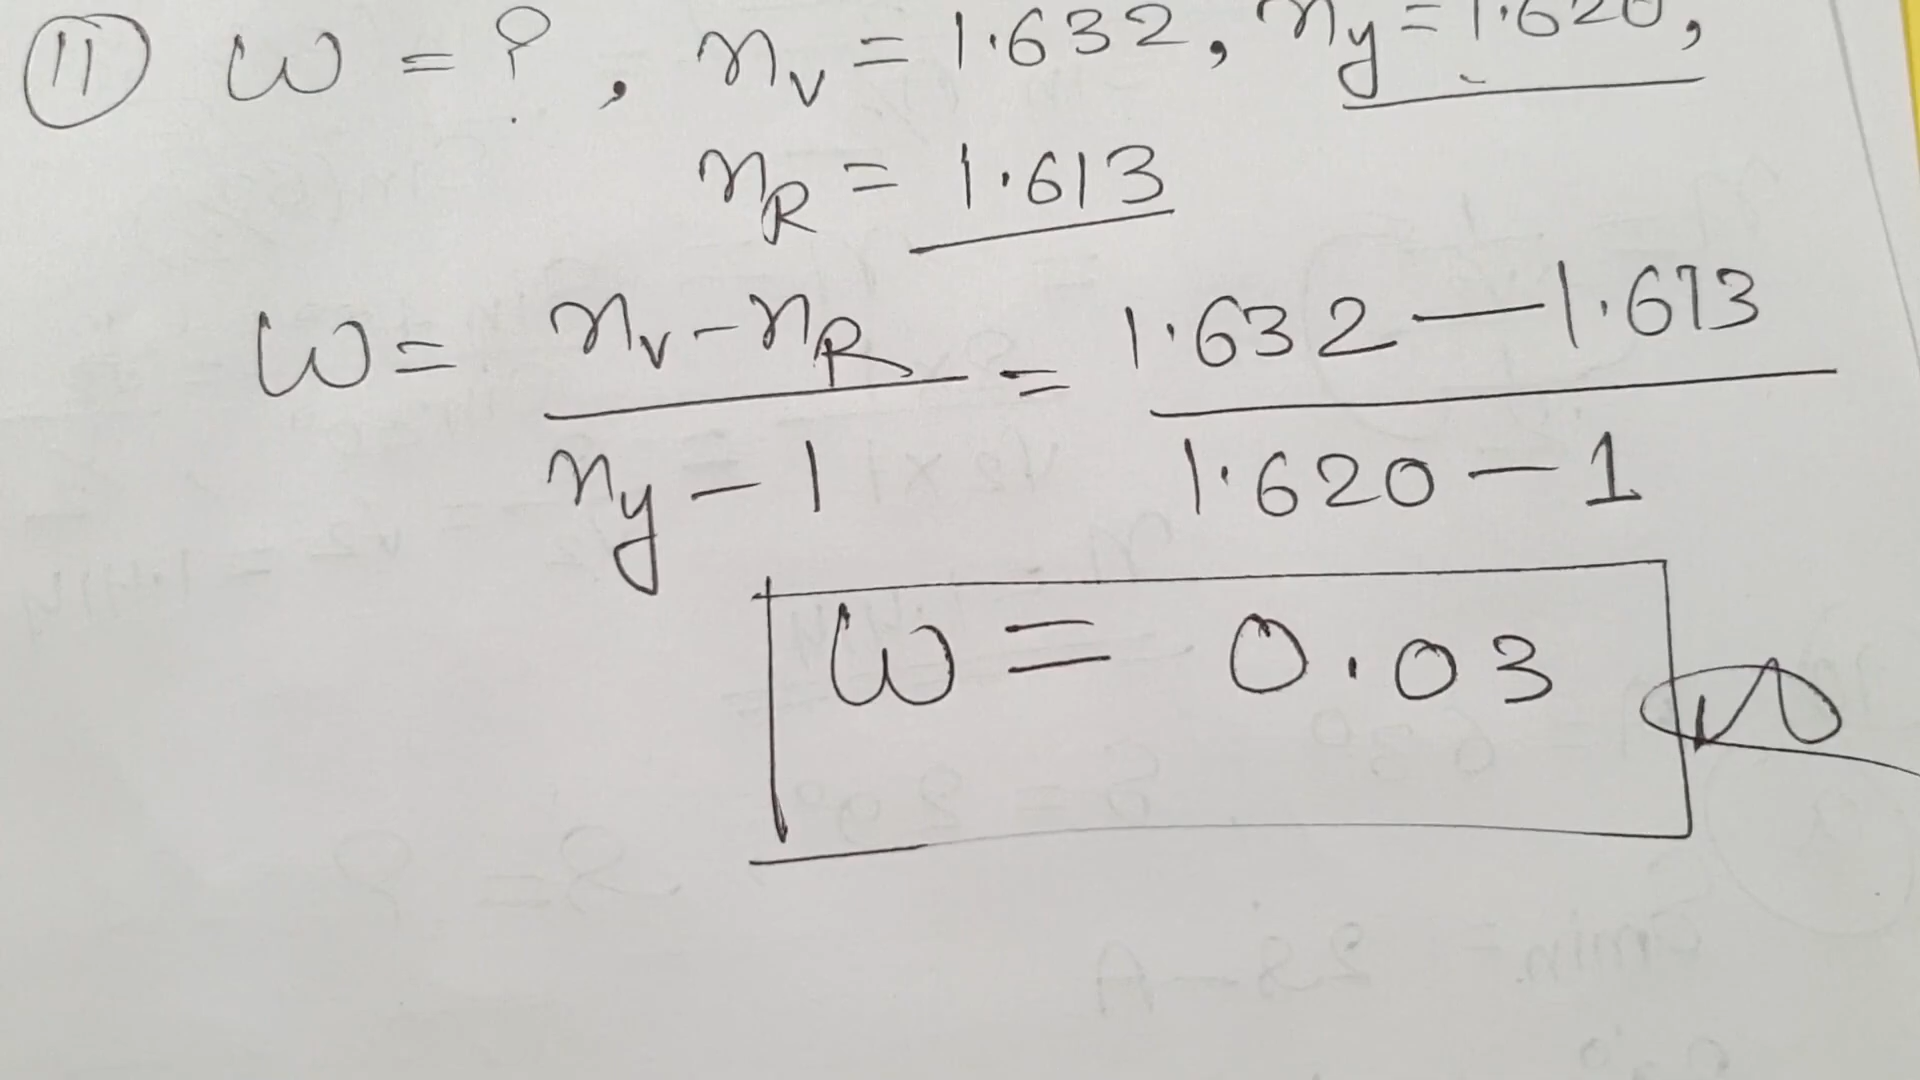 11 ω = ?, n_v = 1.632, n_y = 1.620,
n_R = 1.613
ω = (n_v - n_R) / (n_y - 1) = (1.632 - 1.613) / (1.620 - 1)
ω = 0.03